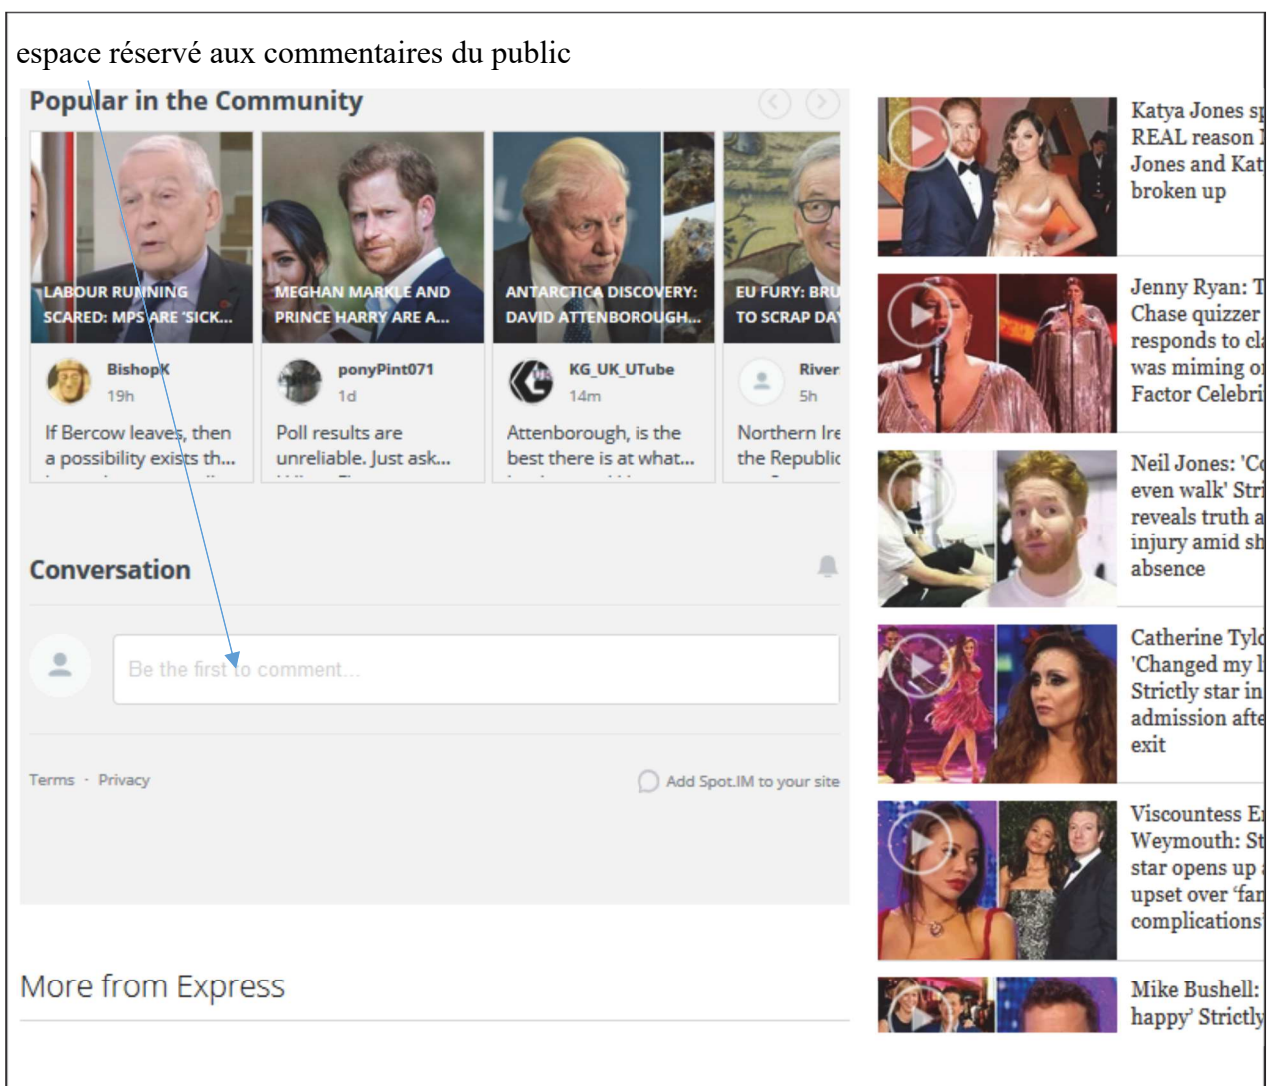 espace réservé aux commentaires du public
Popular in the Community
LABOUR RUNNING
SCARED: MPS ARE 'SICK...
BishopK
19h
If Bercow leaves, then
a possibility exists th...
MEGHAN MARKLE AND
PRINCE HARRY ARE A...
ponyPint071
1d
Poll results are
unreliable. Just ask...
ANTARCTICA DISCOVERY:
DAVID ATTENBOROUGH...
KG_UK_UTube
14m
Attenborough, is the
best there is at what...
EU FURY: BRU
TO SCRAP DAY
River
5h
Northern Ire
the Republic
Conversation
Be the first to comment...
Terms · Privacy
Add Spot.IM to your site
More from Express
Katya Jones sp
REAL reason
Jones and Kat
broken up
Jenny Ryan: T
Chase quizzer
responds to cla
was miming o
Factor Celebri
Neil Jones: 'Co
even walk' Stri
reveals truth a
injury amid sh
absence
Catherine Tyld
'Changed my l
Strictly star in
admission afte
exit
Viscountess E
Weymouth: St
star opens up
upset over 'fan
complications'
Mike Bushell:
happy' Strictly